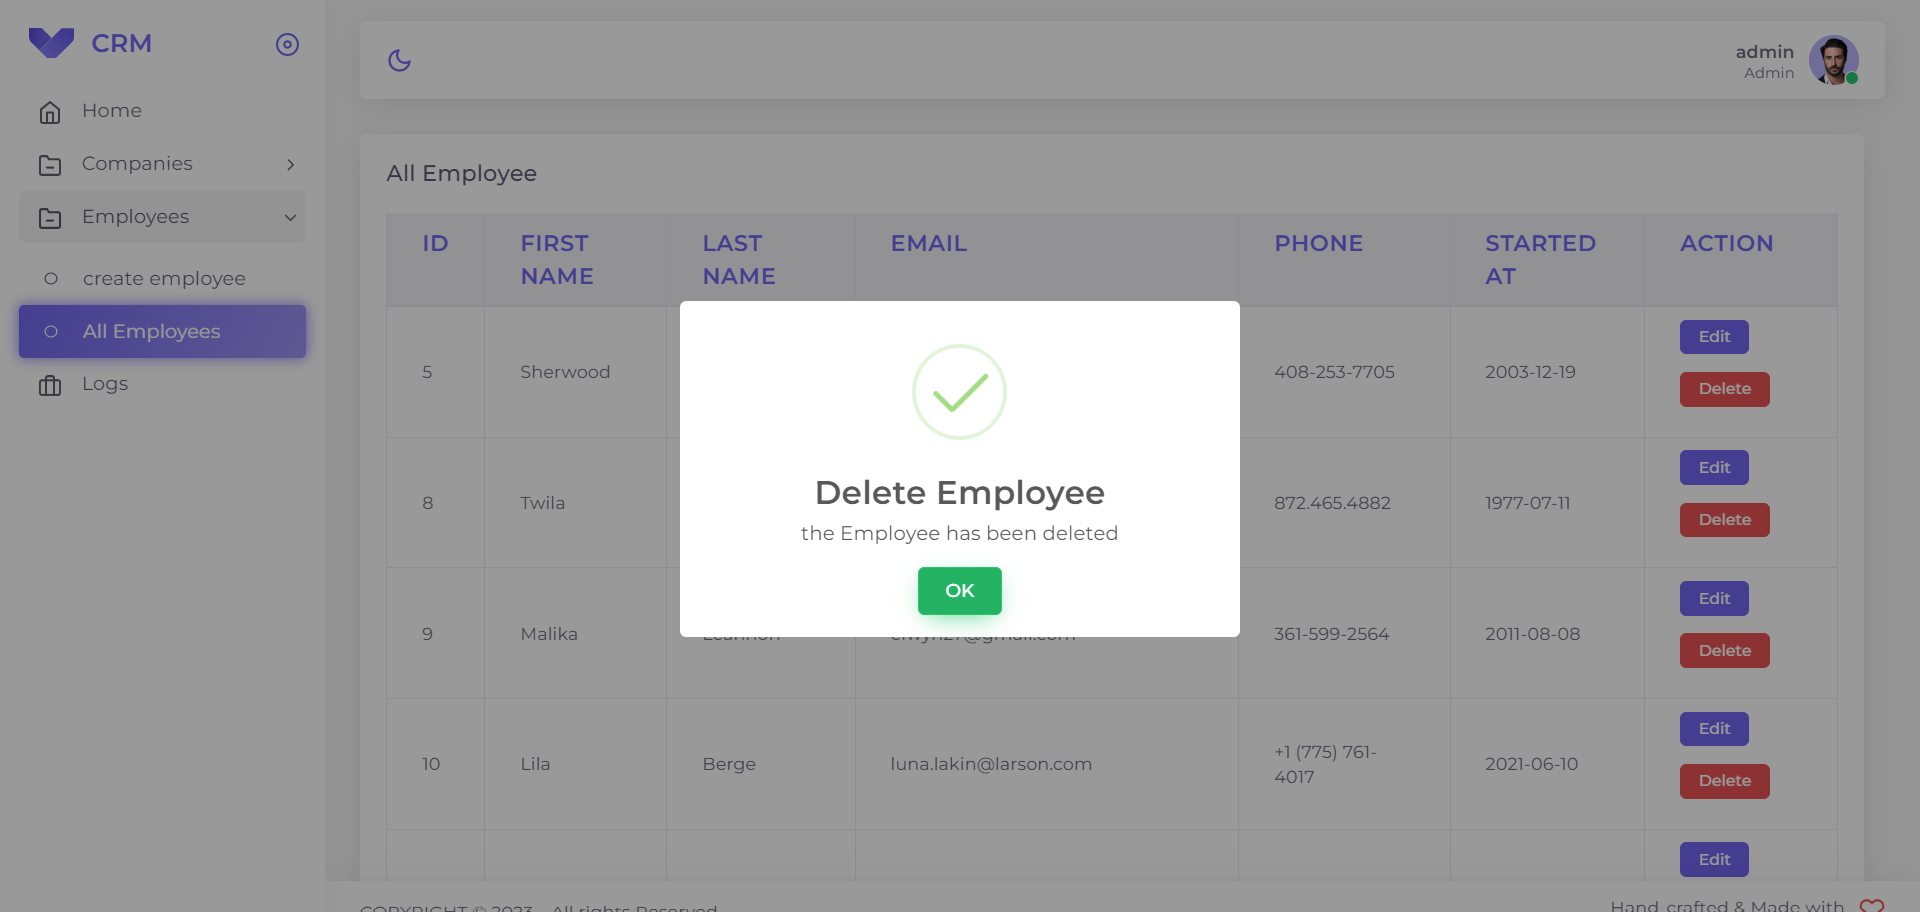 CRM
Home
Companies
Employees
create employee
All Employees
Logs
admin
Admin
All Employee
ID FIRST NAME LAST NAME EMAIL PHONE STARTED AT ACTION
5 Sherwood 408-253-7705 2003-12-19 Edit
Delete
8 Twila 872.465.4882 1977-07-11 Edit
Delete
9 Malika 361-599-2564 2011-08-08 Edit
Delete
10 Lila Berge luna.lakin@larson.com +1 (775) 761-4017 2021-06-10 Edit
Delete
Edit
Delete Employee
the Employee has been deleted
OK
COPYRIGHT © 2023 , All rights Reserved
Hand-crafted & Made with